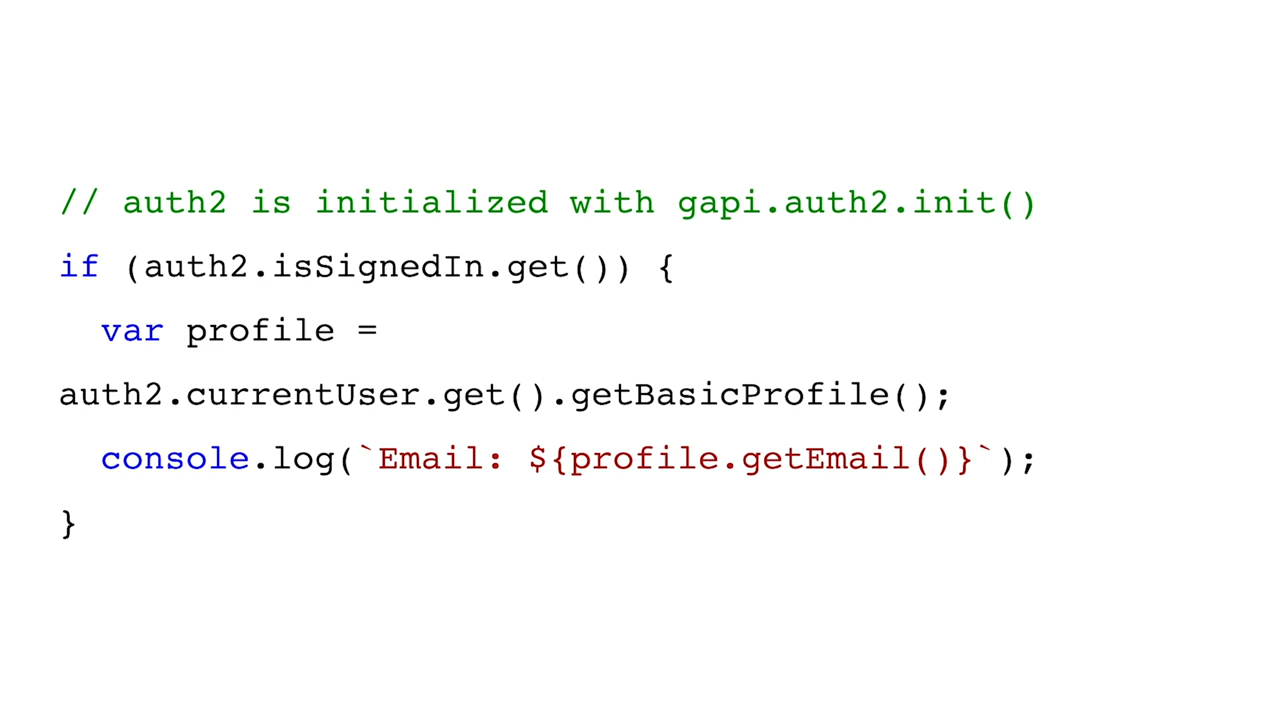 // auth2 is initialized with gapi.auth2.init()
if (auth2.isSignedIn.get()) {
  var profile =
auth2.currentUser.get().getBasicProfile();
  console.log(`Email: ${profile.getEmail()}`);
}